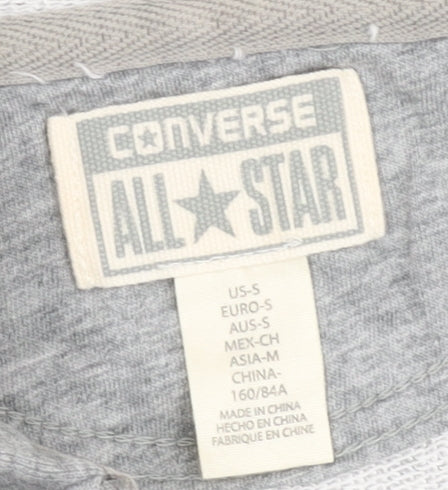 CONVERSE
ALL★STAR
US-S
EURO-S
AUS-S
MEX-CH
ASIA-M
CHINA-
160/84A
MADE IN CHINA
HECHO EN CHINA
FABRIQUE EN CHINE